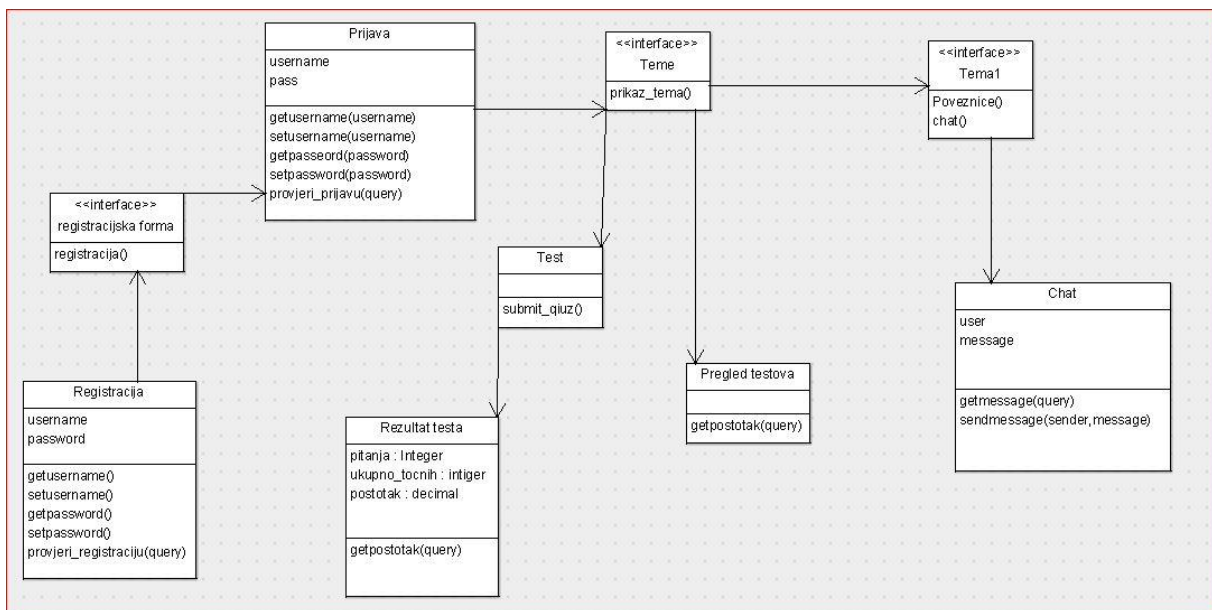 Prijava
username
pass
getusername(username)
setusername(username)
getpasseord(password)
setpassword(password)
provjeri_prijavu(query)
<<interface>>
Teme
prikaz_tema()
<<interface>>
Tema1
Poveznice()
chat()
<<interface>>
registracijska forma
registracija()
Test
submit_qiuz()
Chat
user
message
getmessage(query)
sendmessage(sender,message)
Pregled testova
getpostotak(query)
Registracija
username
password
getusername()
setusername()
getpassword()
setpassword()
provjeri_registraciju(query)
Rezultat testa
pitanja : Integer
ukupno_tocnih : intiger
postotak : decimal
getpostotak(query)